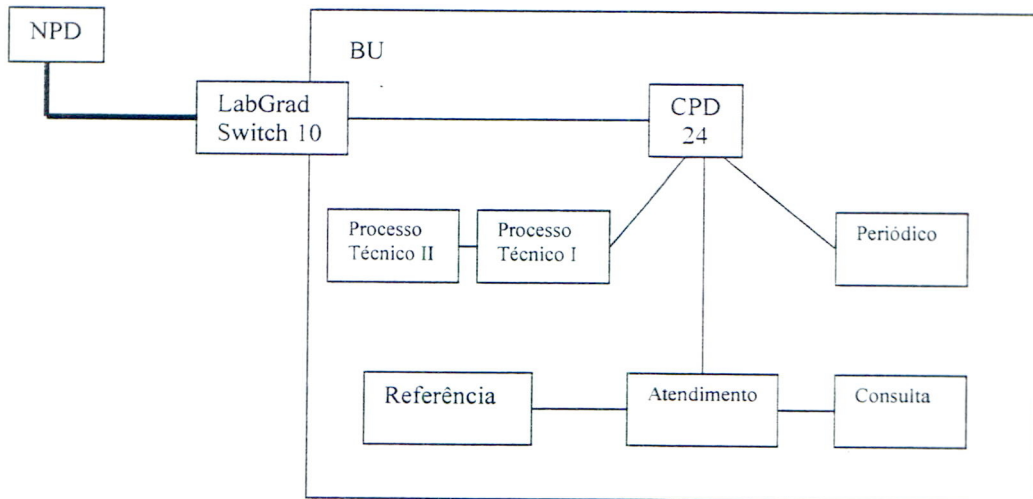 NPD
BU
LabGrad
Switch 10
CPD
24
Processo
Técnico II
Processo
Técnico I
Periódico
Referência
Atendimento
Consulta